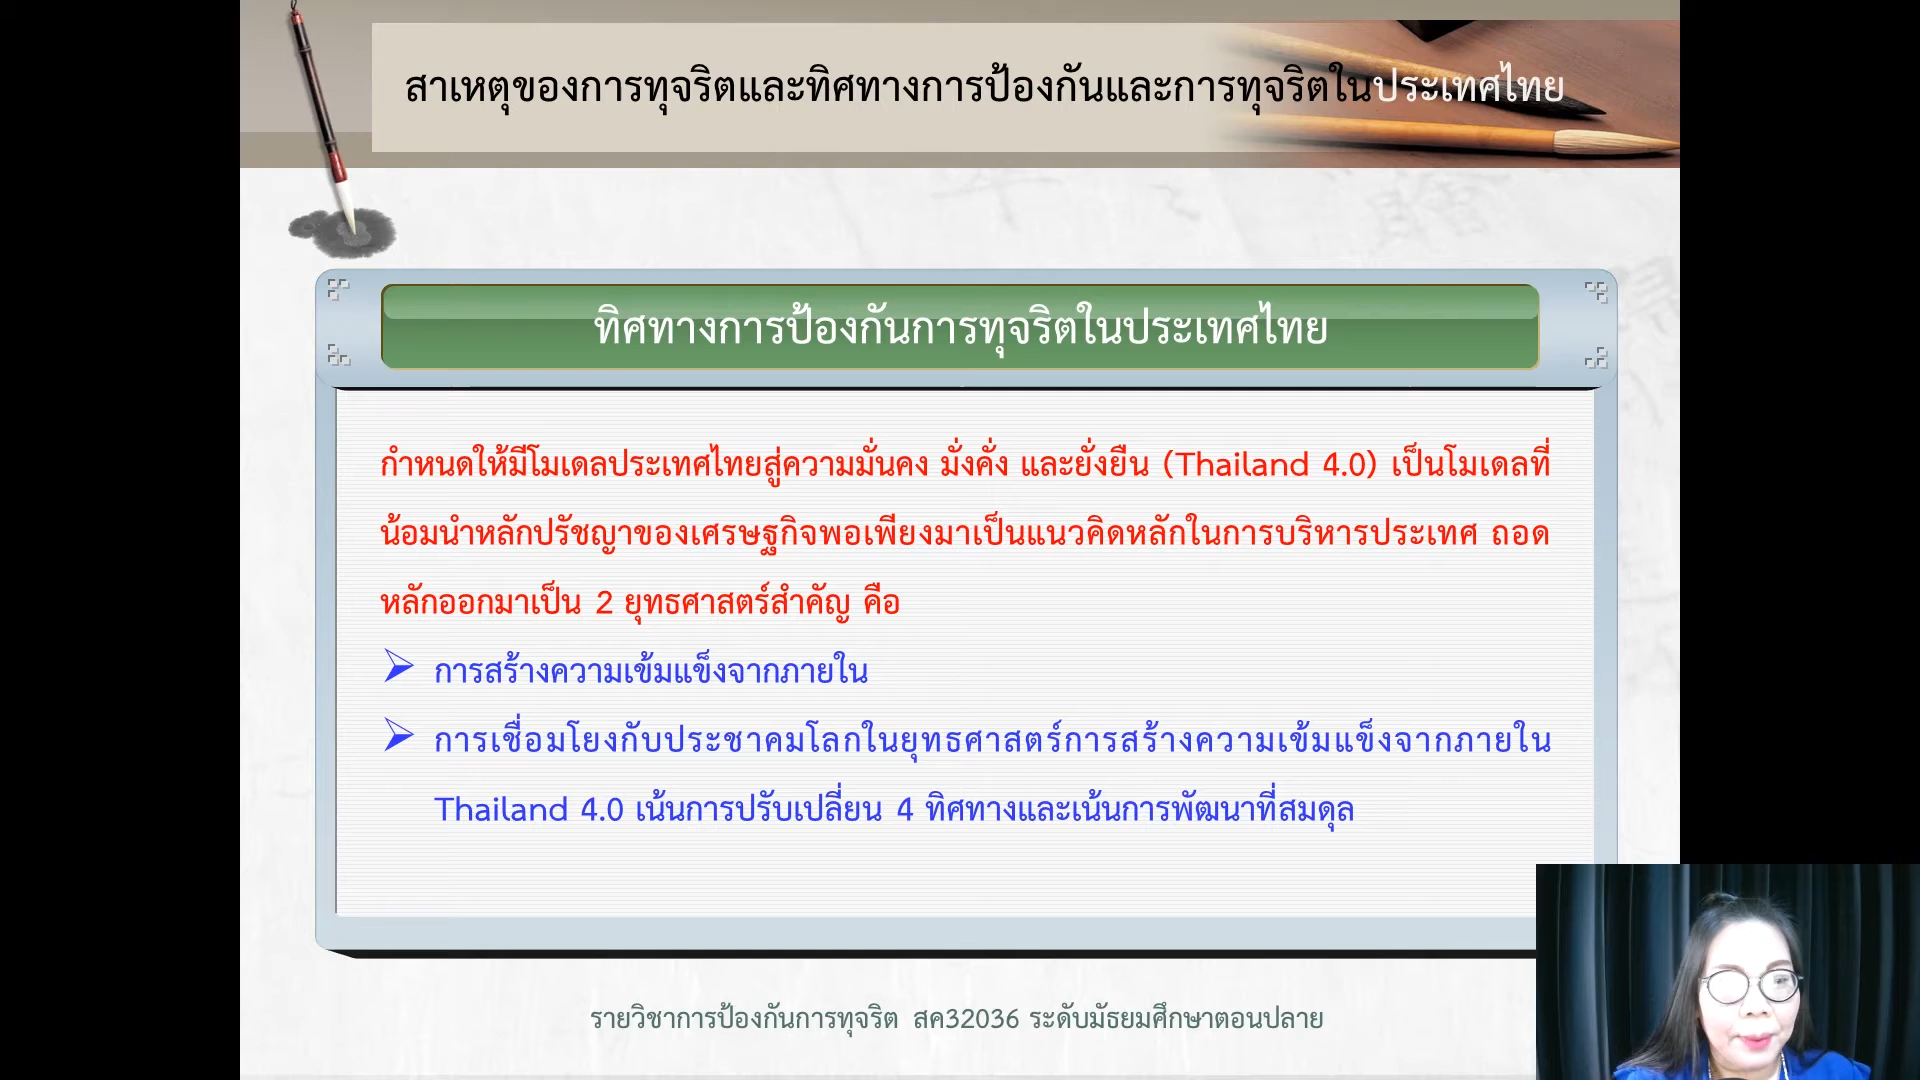 สาเหตุของการทุจริตและทิศทางการป้องกันและการทุจริตในประเทศไทย
ทิศทางการป้องกันการทุจริตในประเทศไทย
กำหนดให้มีโมเดลประเทศไทยสู่ความมั่นคง มั่งคั่ง และยั่งยืน (Thailand 4.0) เป็นโมเดลที่
น้อมนำหลักปรัชญาของเศรษฐกิจพอเพียงมาเป็นแนวคิดหลักในการบริหารประเทศ ถอด
หลักออกมาเป็น 2 ยุทธศาสตร์สำคัญ คือ
➢ การสร้างความเข้มแข็งจากภายใน
➢ การเชื่อมโยงกับประชาคมโลกในยุทธศาสตร์การสร้างความเข้มแข็งจากภายใน
Thailand 4.0 เน้นการปรับเปลี่ยน 4 ทิศทางและเน้นการพัฒนาที่สมดุล
รายวิชาการป้องกันการทุจริต สค32036 ระดับมัธยมศึกษาตอนปลาย